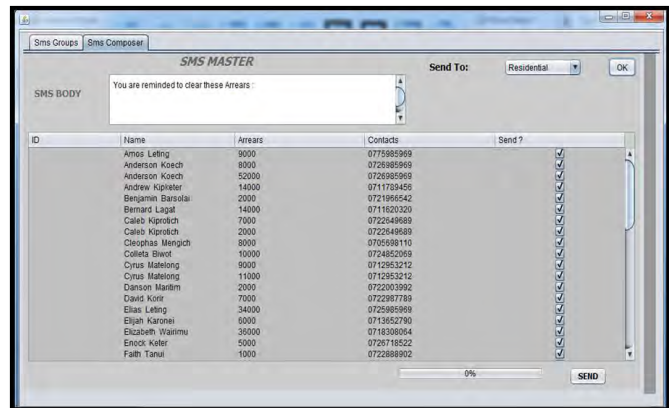 Sms Groups Sms Composer
SMS MASTER
Send To: Residential OK
SMS BODY
You are reminded to clear these Arrears :
ID Name Arrears Contacts Send ?
Amos Leting 9000 0775985969
Anderson Koech 8000 0726985969
Anderson Koech 52000 0726985969
Andrew Kipketer 14000 0711789456
Benjamin Barsolai 2000 0721966542
Bernard Lagat 14000 0711620320
Caleb Kiprotich 7000 0722649689
Caleb Kiprotich 2000 0722649689
Cleophas Mengich 8000 0705698110
Colleta Biwot 10000 0724852069
Cyrus Matelong 9000 0712953212
Cyrus Matelong 11000 0712953212
Danson Maritim 2000 0722003992
David Korir 7000 0722987789
Elias Leting 34000 0725985969
Elijah Karonei 6000 0713652790
Elizabeth Wairimu 36000 0718308064
Enock Keter 5000 0726718522
Faith Tanui 1000 0722888902
0%
SEND